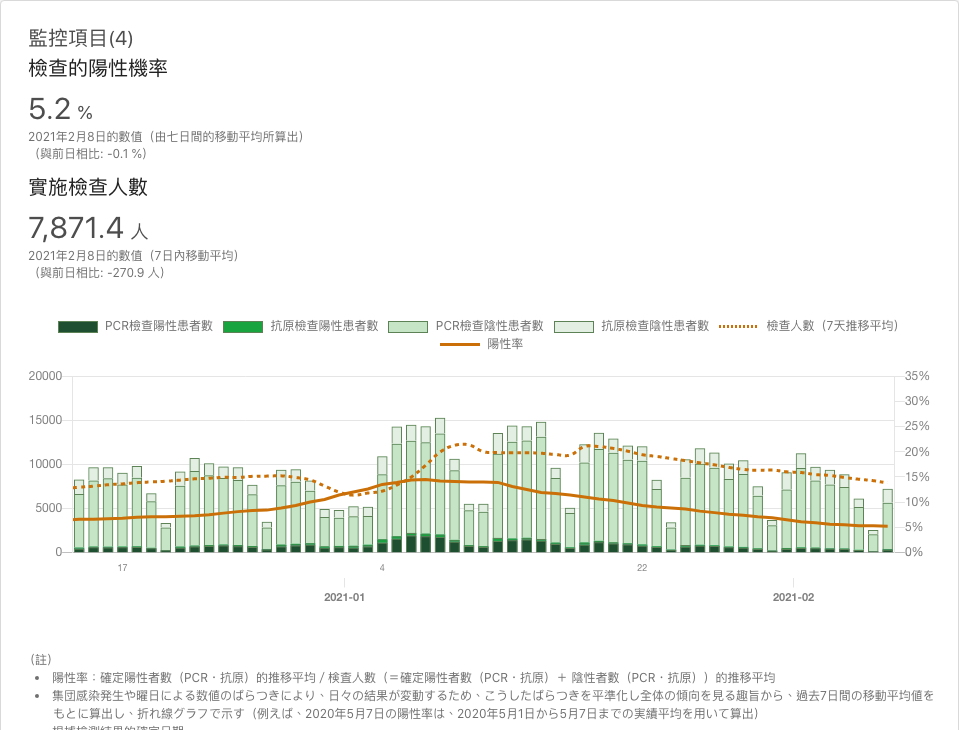 監控項目(4)
檢查的陽性機率
5.2 %
2021年2月8日的數值（由七日間的移動平均所算出）
（與前日相比: -0.1 %）
實施檢查人數
7,871.4 人
2021年2月8日的數值（7日內移動平均）
（與前日相比: -270.9 人）
PCR檢查陽性患者數 抗原檢查陽性患者數 PCR檢查陰性患者數 抗原檢查陰性患者數 檢查人數（7天推移平均）
陽性率
20000 35%
30%
15000 25%
20%
10000 15%
10%
5000 5%
0 0%
17 4 22
2021-01 2021-02
（註）
• 陽性率：確定陽性者數（PCR・抗原）的推移平均 / 檢查人數（＝確定陽性者數（PCR・抗原）＋ 陰性者數（PCR・抗原））的推移平均
• 集団感染発生や曜日による数値のばらつきにより、日々の結果が変動するため、こうしたばらつきを平準化し全体の傾向を見る趣旨から、過去7日間の移動平均値を
もとに算出し、折れ線グラフで示す（例えば、2020年5月7日の陽性率は、2020年5月1日から5月7日までの実績平均を用いて算出）